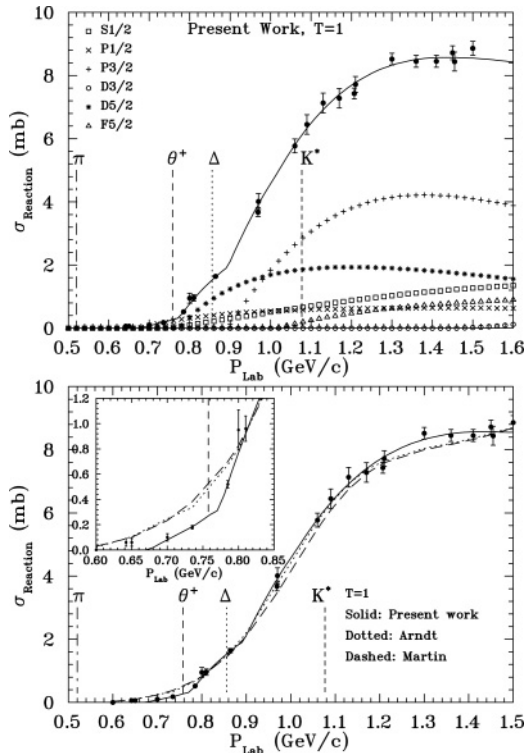 Present Work, T=1
S1/2
P1/2
P3/2
D3/2
D5/2
F5/2
σReaction (mb)
10
8
6
4
2
0
π
θ+
Δ
K*
0.5 0.6 0.7 0.8 0.9 1.0 1.1 1.2 1.3 1.4 1.5 1.6
PLab (GeV/c)
σReaction (mb)
10
8
6
4
2
0
1.2
1.0
0.8
0.6
0.4
0.2
0.0
0.60 0.65 0.70 0.75 0.80 0.85
PLab (GeV/c)
π
θ+
Δ
K*
T=1
Solid: Present work
Dotted: Arndt
Dashed: Martin
0.5 0.6 0.7 0.8 0.9 1.0 1.1 1.2 1.3 1.4 1.5 1.6
PLab (GeV/c)